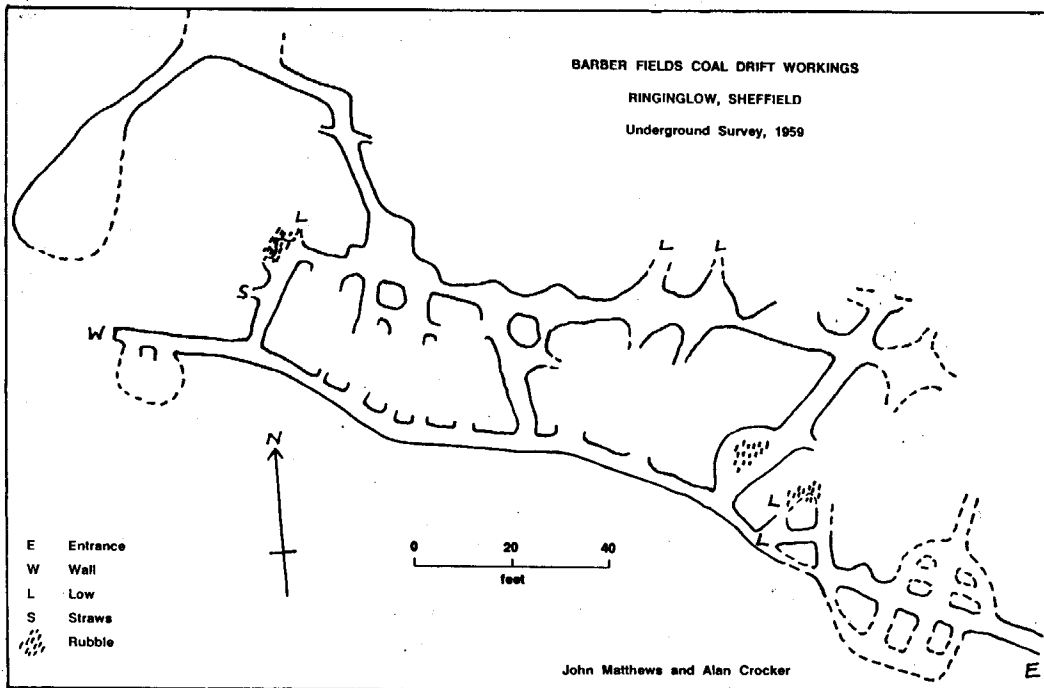 BARBER FIELDS COAL DRIFT WORKINGS
RINGINGLOW, SHEFFIELD
Underground Survey, 1959
L
L
L
S
W
N
L
L
0 20 40
feet
E Entrance
W Wall
L Low
S Straws
Rubble
E
John Matthews and Alan Crocker